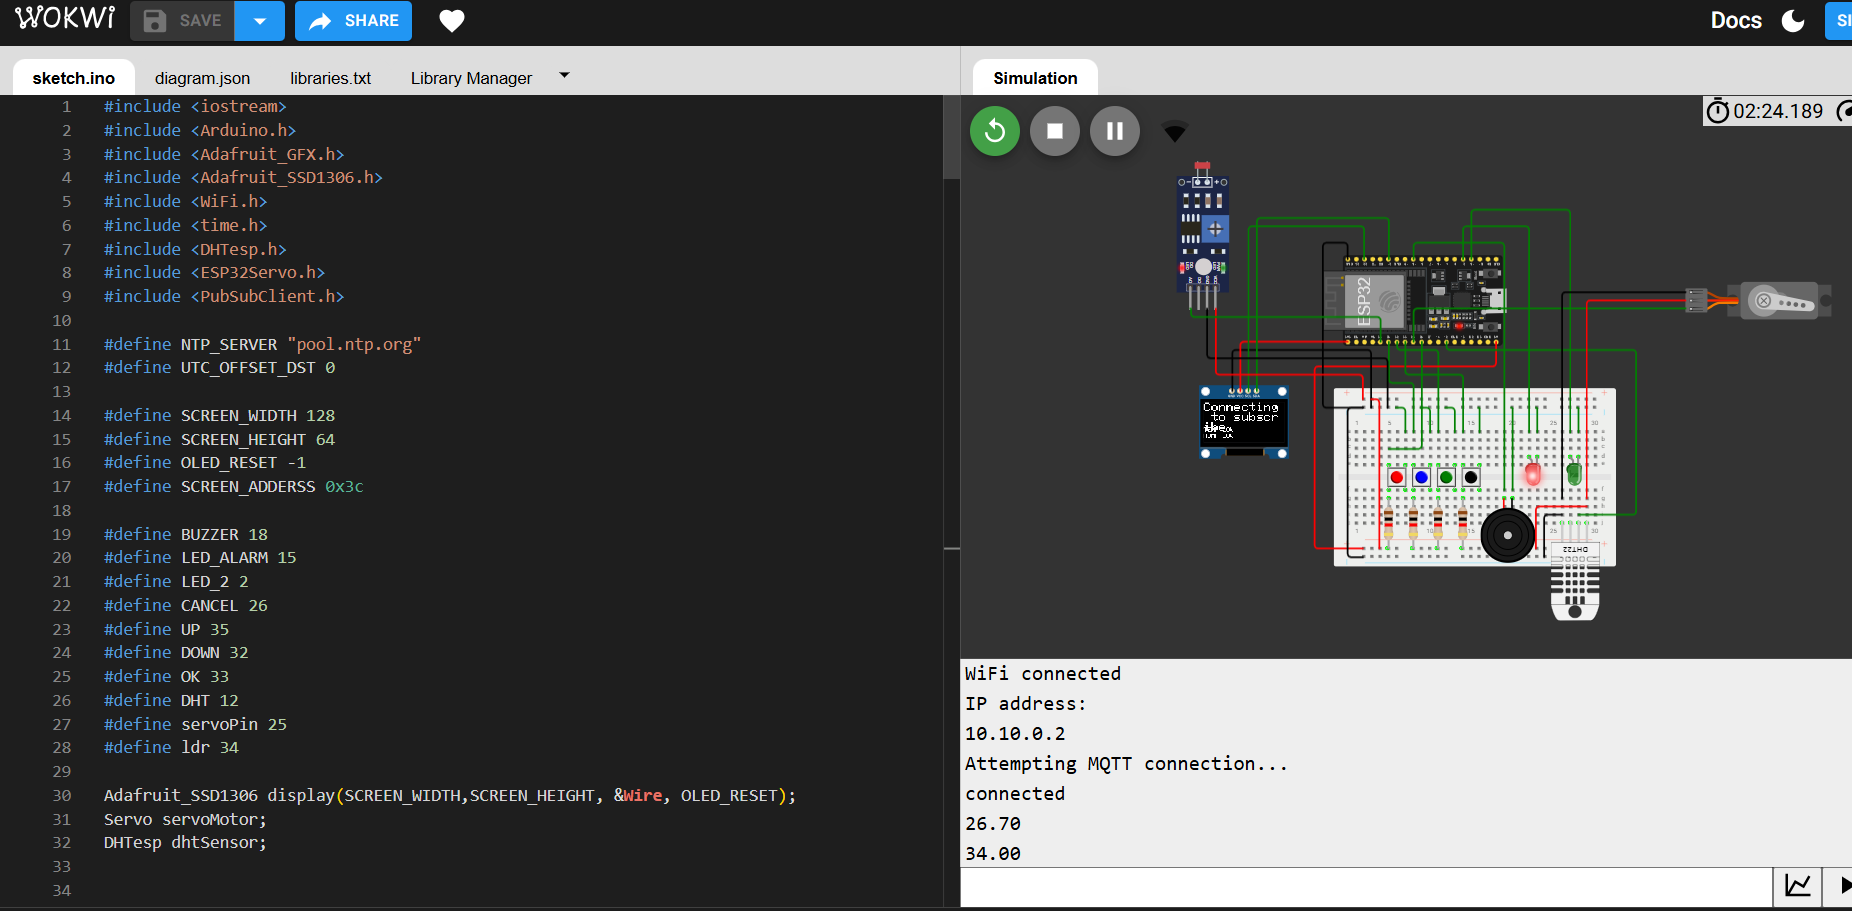 WOKWi SAVE SHARE Docs
sketch.ino diagram.json libraries.txt Library Manager
1 #include <iostream>
2 #include <Arduino.h>
3 #include <Adafruit_GFX.h>
4 #include <Adafruit_SSD1306.h>
5 #include <WiFi.h>
6 #include <time.h>
7 #include <DHTesp.h>
8 #include <ESP32Servo.h>
9 #include <PubSubClient.h>
10
11 #define NTP_SERVER "pool.ntp.org"
12 #define UTC_OFFSET_DST 0
13
14 #define SCREEN_WIDTH 128
15 #define SCREEN_HEIGHT 64
16 #define OLED_RESET -1
17 #define SCREEN_ADDERSS 0x3c
18
19 #define BUZZER 18
20 #define LED_ALARM 15
21 #define LED_2 2
22 #define CANCEL 26
23 #define UP 35
24 #define DOWN 32
25 #define OK 33
26 #define DHT 12
27 #define servoPin 25
28 #define ldr 34
29
30 Adafruit_SSD1306 display(SCREEN_WIDTH,SCREEN_HEIGHT, &Wire, OLED_RESET);
31 Servo servoMotor;
32 DHTesp dhtSensor;
33
34
Simulation
02:24.189
ESP32
Connecting
to subscr
DHT22
WiFi connected
IP address:
10.10.0.2
Attempting MQTT connection...
connected
26.70
34.00